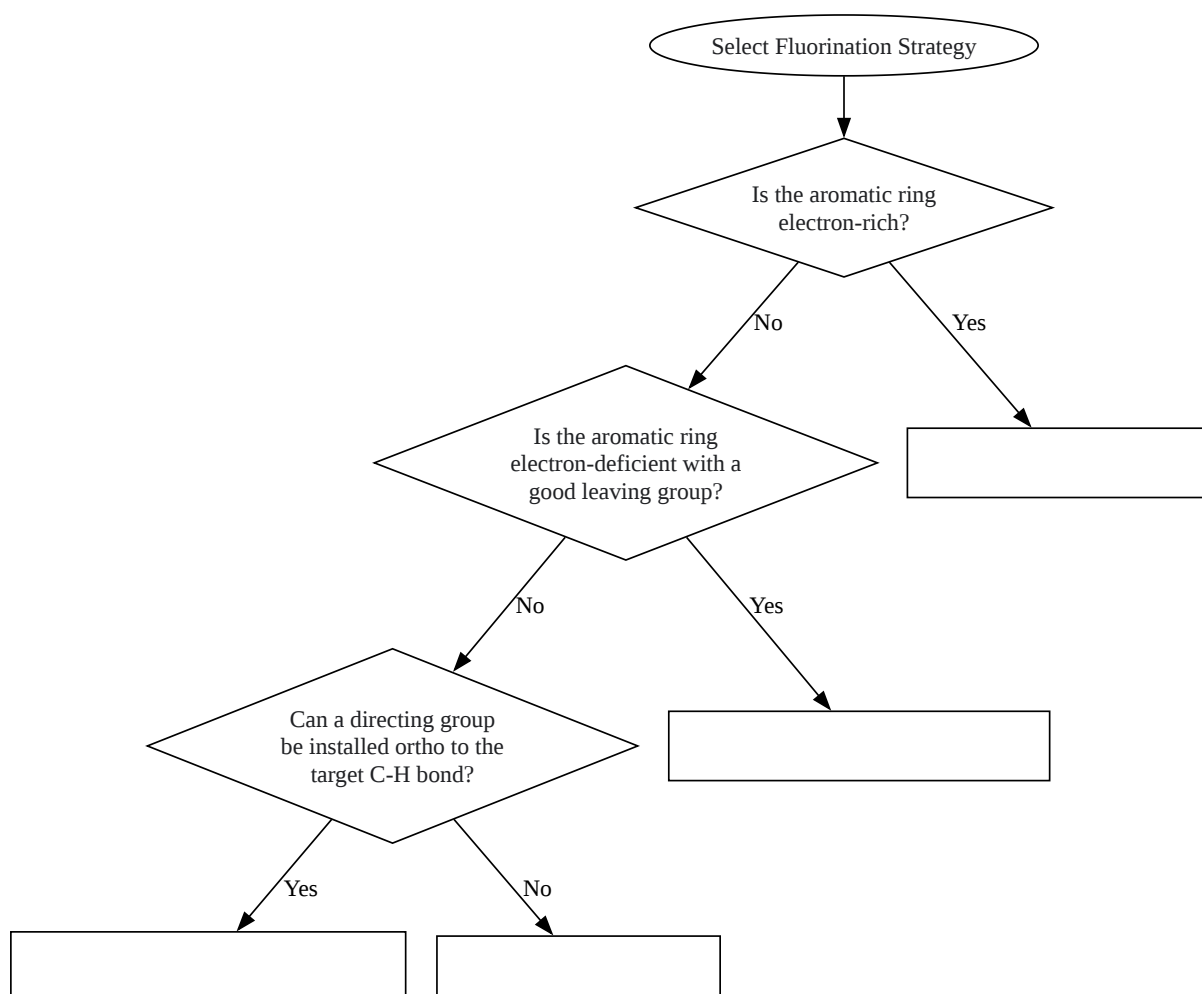 Select Fluorination Strategy
Is the aromatic ring
electron-rich?
No
Yes
Is the aromatic ring
electron-deficient with a
good leaving group?
No
Yes
Can a directing group
be installed ortho to the
target C-H bond?
Yes
No